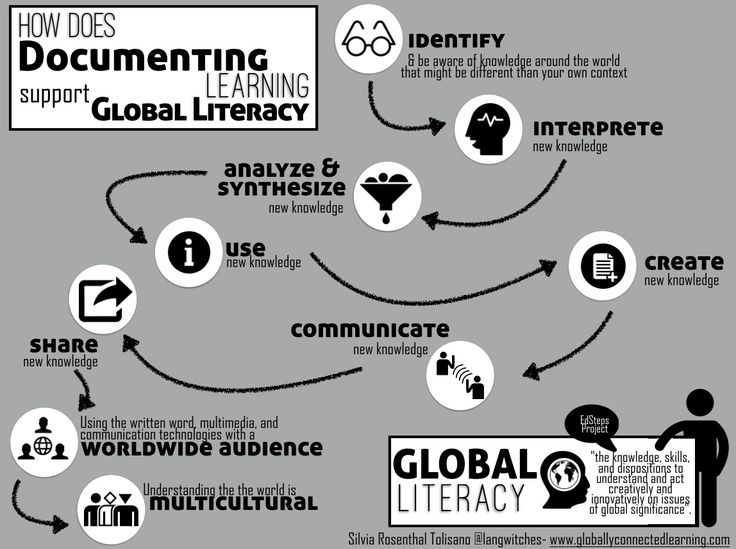 HOW DOES
DOCUMENTING
LEARNING
support
GLOBAL LITERACY
IDENTIFY
& be aware of knowledge around the world
that might be different than your own context
INTERPRETE
new knowledge
ANALYZE &
SYNTHESIZE
new knowledge
USE
new knowledge
CREATE
new knowledge
COMMUNICATE
new knowledge
SHARE
new knowledge
Using the written word, multimedia, and
communication technologies with a
WORLDWIDE AUDIENCE
Understanding the the world is
MULTICULTURAL
GLOBAL
LITERACY
EdSteps
Project
"the knowledge, skills,
and dispositions to
understand and act
creatively and
innovatively on issues
of global significance".
Silvia Rosenthal Tolisano @langwitches- www.globallyconnectedlearning.com